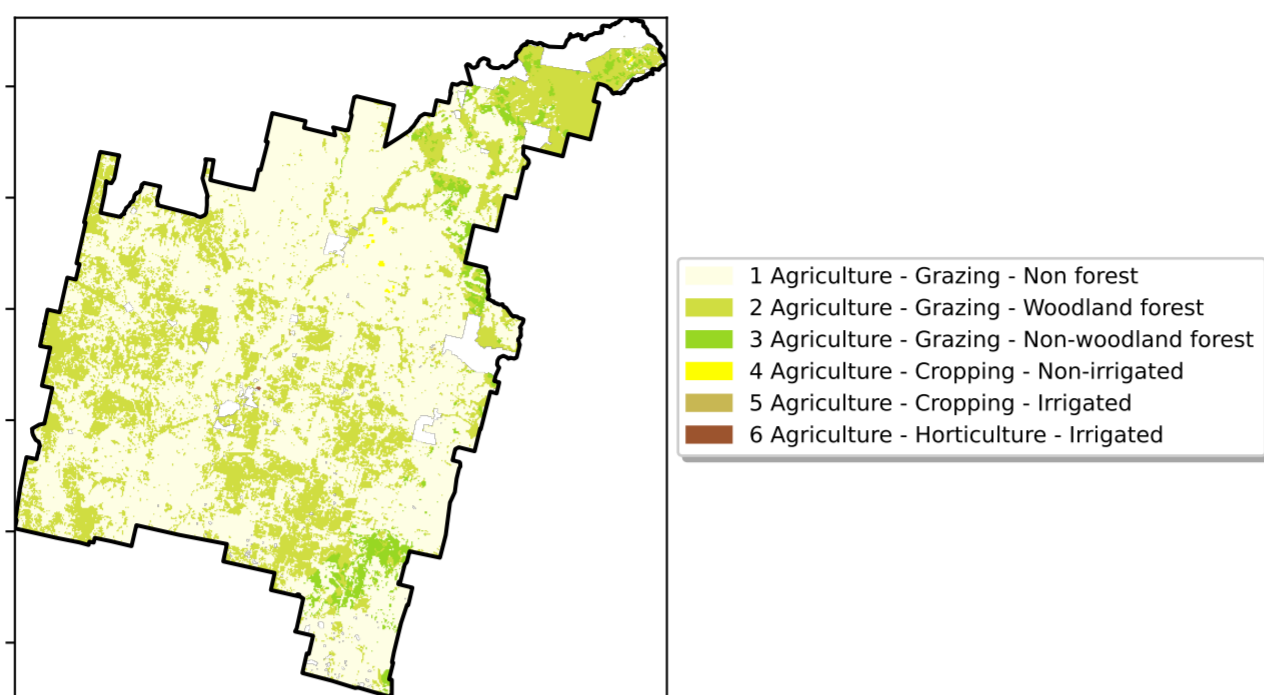 1 Agriculture - Grazing - Non forest
2 Agriculture - Grazing - Woodland forest
3 Agriculture - Grazing - Non-woodland forest
4 Agriculture - Cropping - Non-irrigated
5 Agriculture - Cropping - Irrigated
6 Agriculture - Horticulture - Irrigated